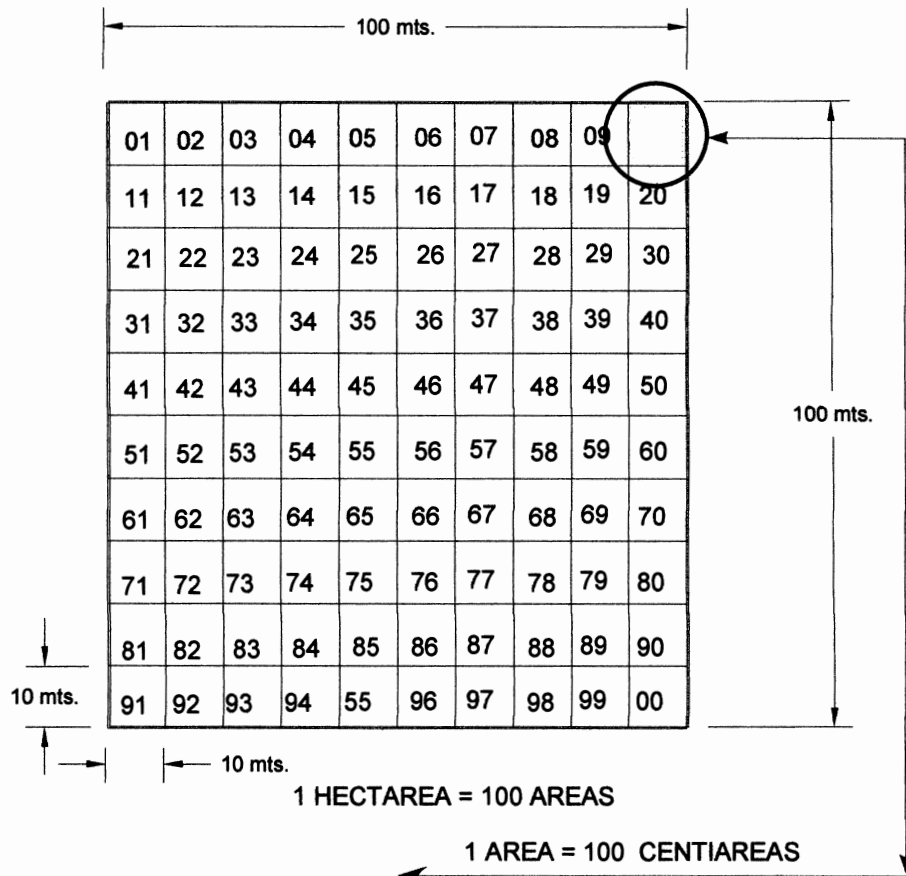 100 mts.
01 02 03 04 05 06 07 08 09
11 12 13 14 15 16 17 18 19 20
21 22 23 24 25 26 27 28 29 30
31 32 33 34 35 36 37 38 39 40
41 42 43 44 45 46 47 48 49 50
100 mts.
51 52 53 54 55 56 57 58 59 60
61 62 63 64 65 66 67 68 69 70
71 72 73 74 75 76 77 78 79 80
81 82 83 84 85 86 87 88 89 90
10 mts.
91 92 93 94 55 96 97 98 99 00
10 mts.
1 HECTAREA = 100 AREAS
1 AREA = 100 CENTIAREAS